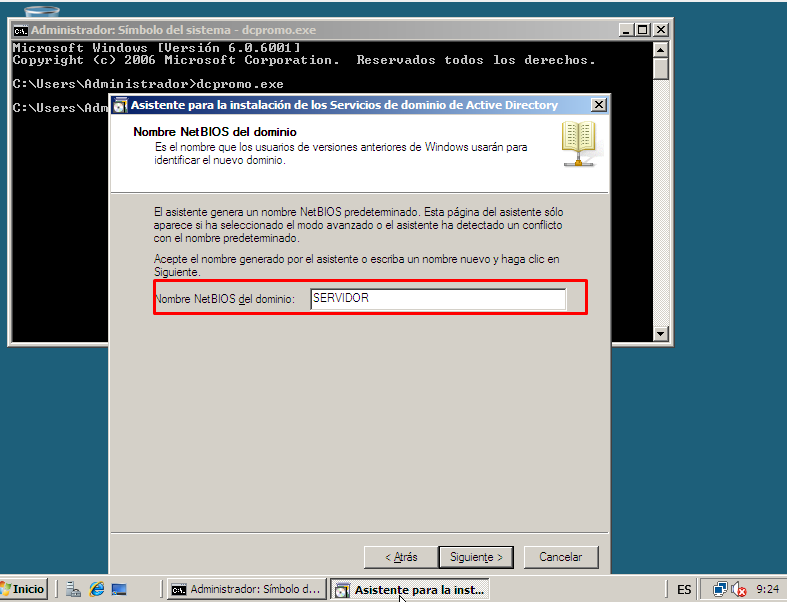 Administrador: Símbolo del sistema - dcpromo.exe
Microsoft Windows [Versión 6.0.6001]
Copyright (c) 2006 Microsoft Corporation.  Reservados todos los derechos.
C:\Users\Administrador>dcpromo.exe
C:\Users\Adm
Asistente para la instalación de los Servicios de dominio de Active Directory
Nombre NetBIOS del dominio
Es el nombre que los usuarios de versiones anteriores de Windows usarán para
identificar el nuevo dominio.
El asistente genera un nombre NetBIOS predeterminado. Esta página del asistente sólo
aparece si ha seleccionado el modo avanzado o el asistente ha detectado un conflicto
con el nombre predeterminado.
Acepte el nombre generado por el asistente o escriba un nombre nuevo y haga clic en
Siguiente.
Nombre NetBIOS del dominio: SERVIDOR
< Atrás Siguiente > Cancelar
Inicio Administrador: Símbolo d... Asistente para la inst... ES 9:24